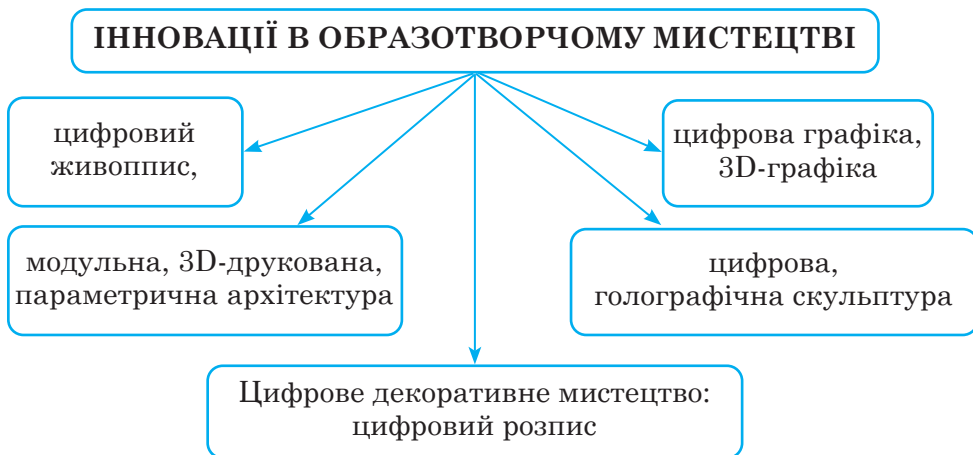 ІННОВАЦІЇ В ОБРАЗОТВОРЧОМУ МИСТЕЦТВІ
цифровий
живоппис,
цифрова графіка,
3D-графіка
модульна, 3D-друкована,
параметрична архітектура
цифрова,
голографічна скульптура
Цифрове декоративне мистецтво:
цифровий розпис